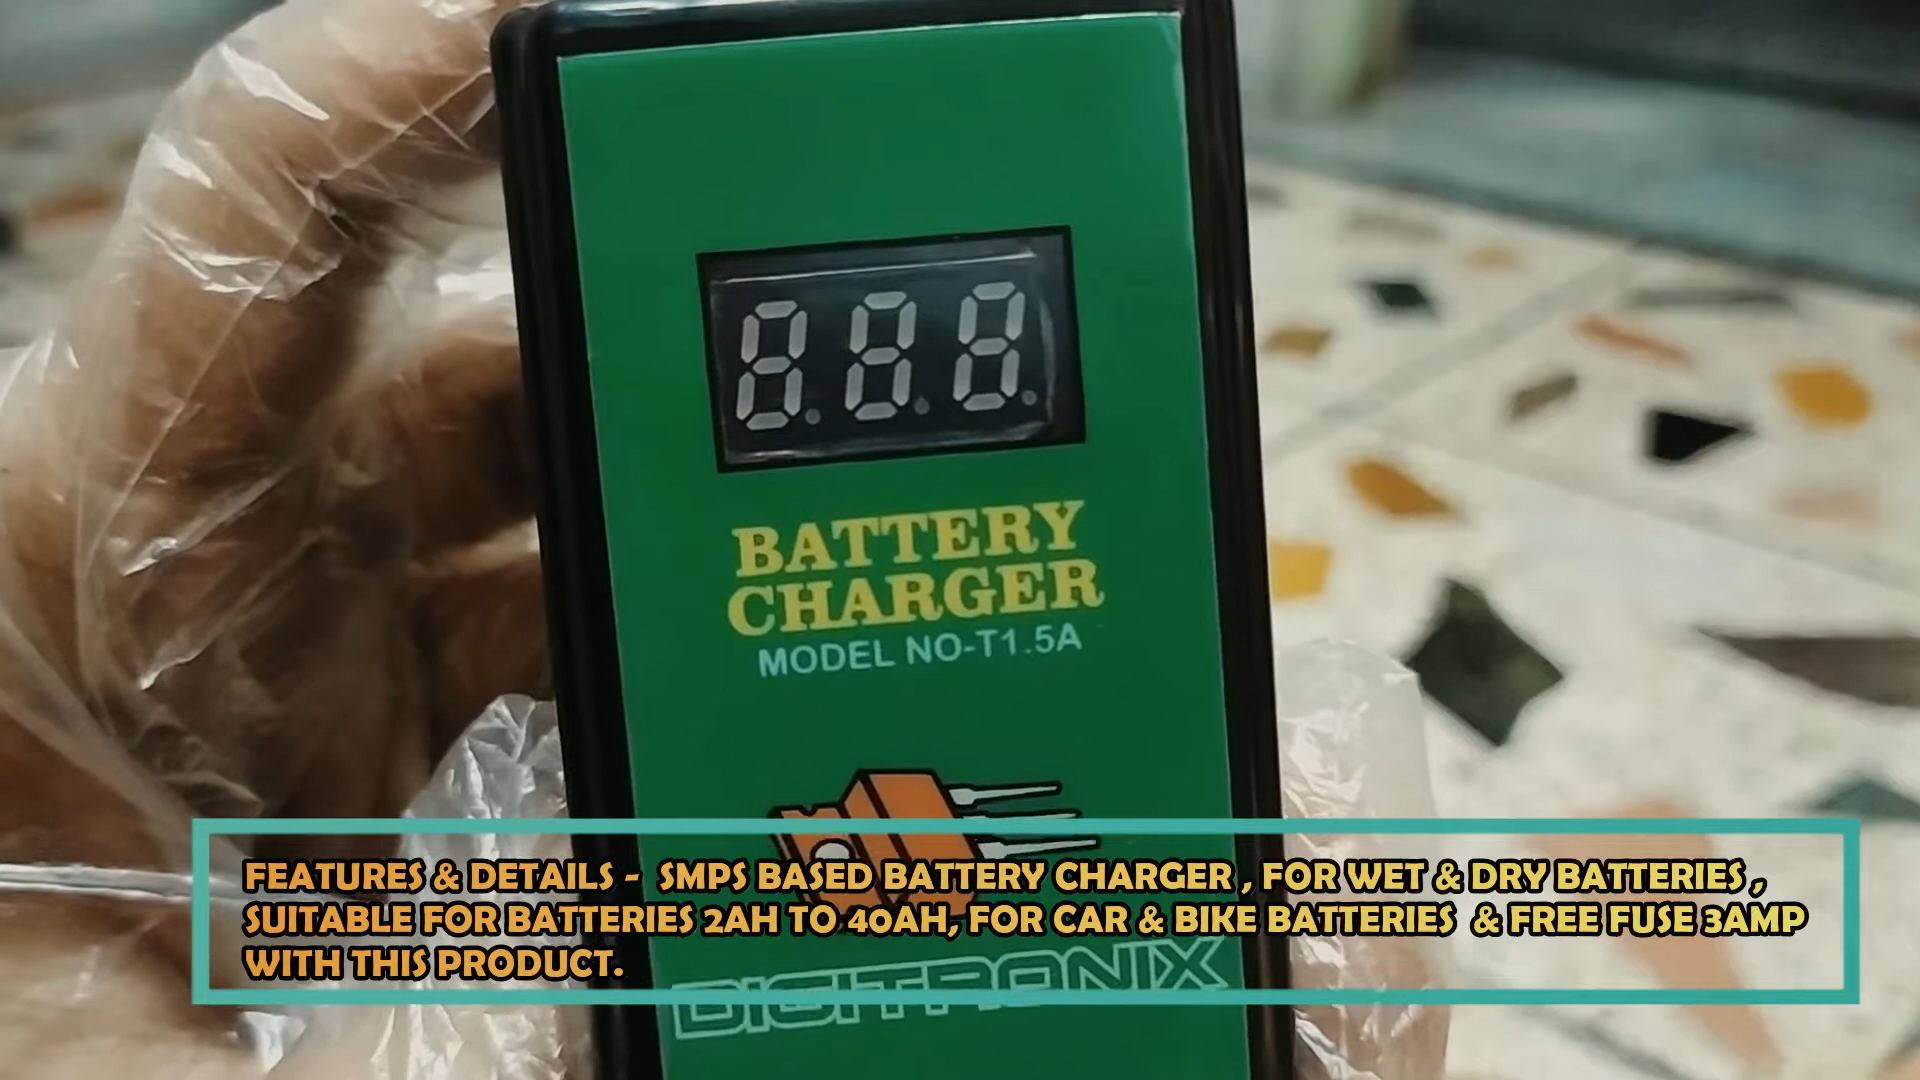 8.8.8.
BATTERY
CHARGER
MODEL NO-T1.5A
FEATURES & DETAILS - SMPS BASED BATTERY CHARGER , FOR WET & DRY BATTERIES ,
SUITABLE FOR BATTERIES 2AH TO 40AH, FOR CAR & BIKE BATTERIES & FREE FUSE 3AMP
WITH THIS PRODUCT.
DIGITRONIX